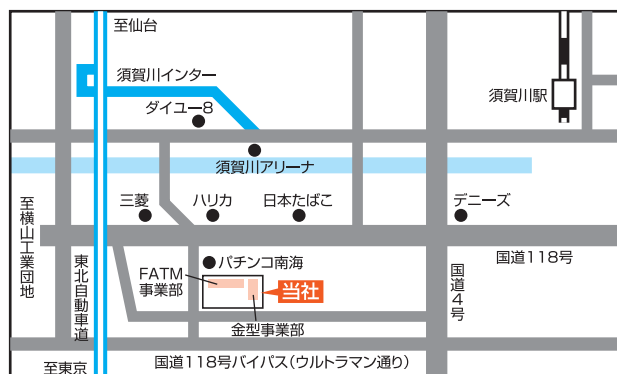 至仙台
須賀川インター
ダイユー8
須賀川駅
須賀川アリーナ
三菱
ハリカ
日本たばこ
デニーズ
至横山工業団地
東北自動車道
国道118号
国道4号
パチンコ南海
FATM
事業部
当社
金型事業部
国道118号バイパス(ウルトラマン通り)
至東京